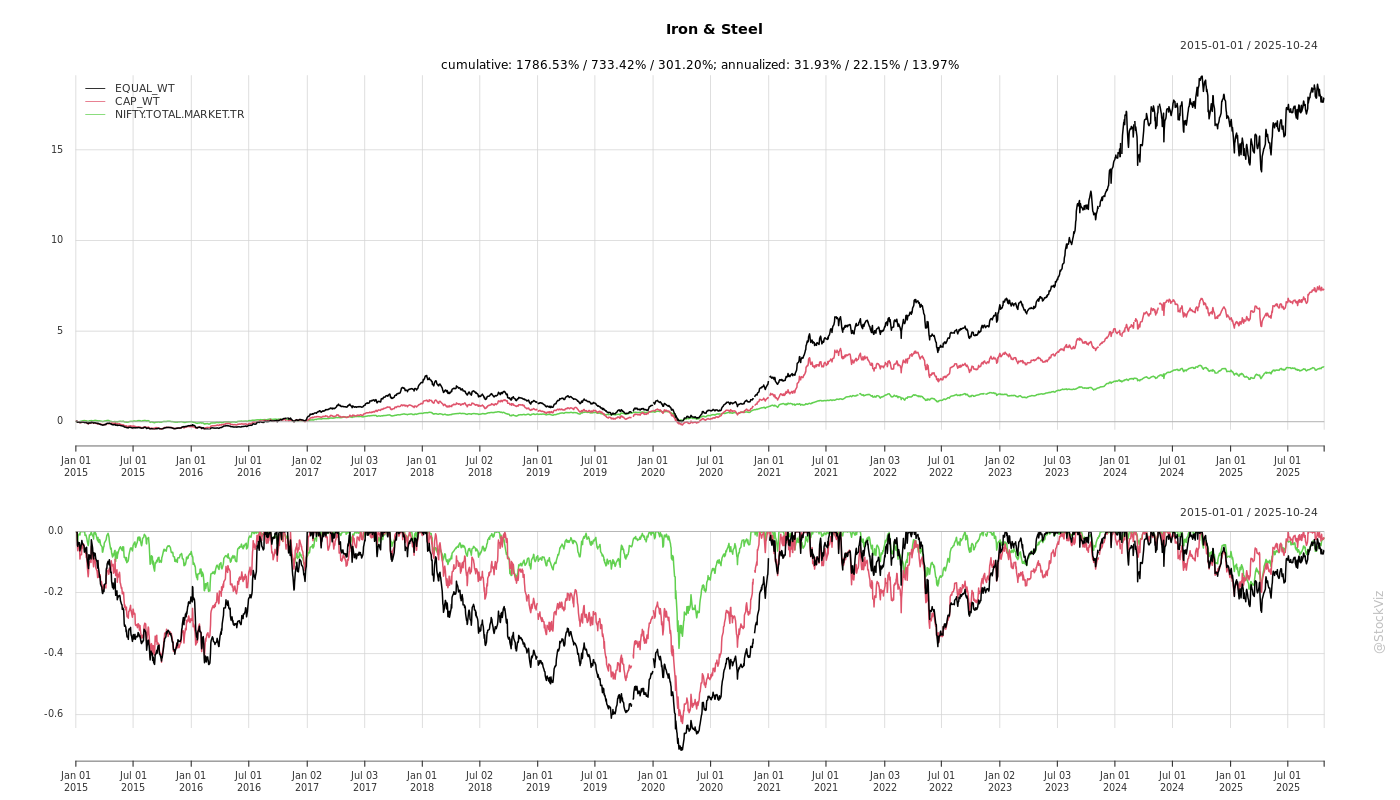 Iron & Steel
2015-01-01 / 2025-10-24
cumulative: 1786.53% / 733.42% / 301.20%; annualized: 31.93% / 22.15% / 13.97%
EQUAL_WT
CAP_WT
NIFTY.TOTAL.MARKET.TR
15
10
5
0
Jan 01 Jul 01 Jan 01 Jul 01 Jan 02 Jul 03 Jan 01 Jul 02 Jan 01 Jul 01 Jan 01 Jul 01 Jan 01 Jul 01 Jan 03 Jul 01 Jan 02 Jul 03 Jan 01 Jul 01 Jan 01 Jul 01
2015 2015 2016 2016 2017 2017 2018 2018 2019 2019 2020 2020 2021 2021 2022 2022 2023 2023 2024 2024 2025 2025
2015-01-01 / 2025-10-24
0.0
-0.2
-0.4
-0.6
Jan 01 Jul 01 Jan 01 Jul 01 Jan 02 Jul 03 Jan 01 Jul 02 Jan 01 Jul 01 Jan 01 Jul 01 Jan 01 Jul 01 Jan 03 Jul 01 Jan 02 Jul 03 Jan 01 Jul 01 Jan 01 Jul 01
2015 2015 2016 2016 2017 2017 2018 2018 2019 2019 2020 2020 2021 2021 2022 2022 2023 2023 2024 2024 2025 2025
@StockViz